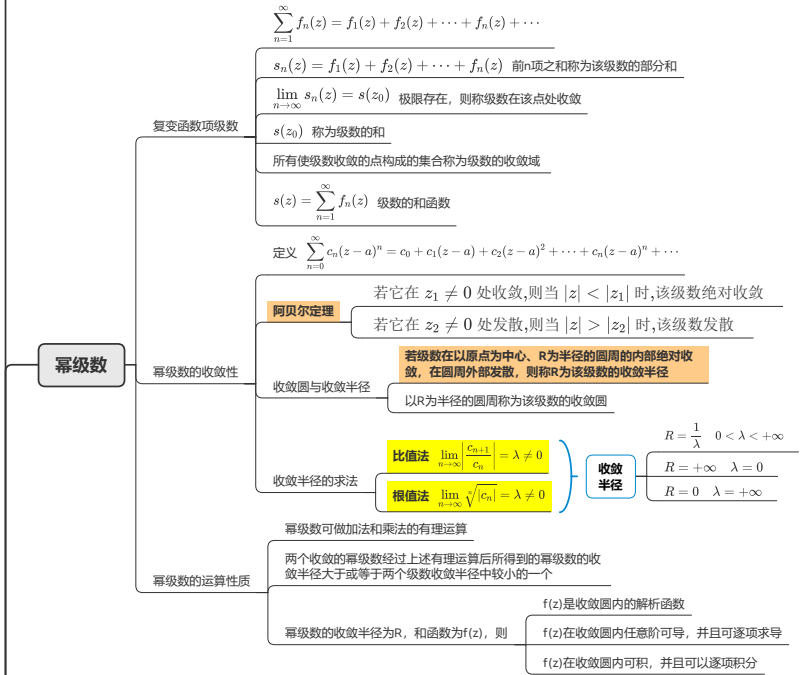 幂级数
复变函数项级数
\sum_{n=1}^{\infty} f_n(z) = f_1(z) + f_2(z) + \cdots + f_n(z) + \cdots
s_n(z) = f_1(z) + f_2(z) + \cdots + f_n(z) 前n项之和称为该级数的部分和
\lim_{n\to\infty} s_n(z) = s(z_0) 极限存在，则称级数在该点处收敛
s(z_0) 称为级数的和
所有使级数收敛的点构成的集合称为级数的收敛域
s(z) = \sum_{n=1}^{\infty} f_n(z) 级数的和函数
幂级数的收敛性
定义 \sum_{n=0}^{\infty} c_n(z-a)^n = c_0 + c_1(z-a) + c_2(z-a)^2 + \cdots + c_n(z-a)^n + \cdots
阿贝尔定理
若它在 z_1 ≠ 0 处收敛,则当 |z| < |z_1| 时,该级数绝对收敛
若它在 z_2 ≠ 0 处发散,则当 |z| > |z_2| 时,该级数发散
收敛圆与收敛半径
若级数在以原点为中心、R为半径的圆周的内部绝对收
敛，在圆周外部发散，则称R为该级数的收敛半径
以R为半径的圆周称为该级数的收敛圆
收敛半径的求法
比值法 \lim_{n\to\infty} \left|\frac{c_{n+1}}{c_n}\right| = λ ≠ 0
根值法 \lim_{n\to\infty} \sqrt[n]{|c_n|} = λ ≠ 0
收敛
半径
R = \frac{1}{λ} 0 < λ < +∞
R = +∞ λ = 0
R = 0 λ = +∞
幂级数的运算性质
幂级数可做加法和乘法的有理运算
两个收敛的幂级数经过上述有理运算后所得到的幂级数的收
敛半径大于或等于两个级数收敛半径中较小的一个
幂级数的收敛半径为R，和函数为f(z)，则
f(z)是收敛圆内的解析函数
f(z)在收敛圆内任意阶可导，并且可逐项求导
f(z)在收敛圆内可积，并且可以逐项积分